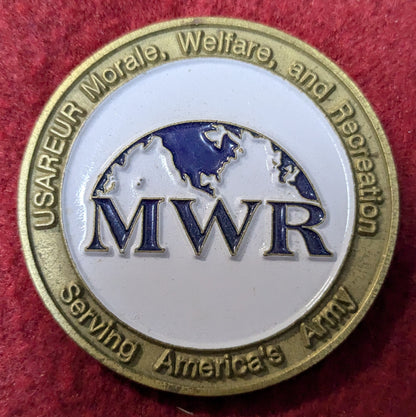 USAREUR Morale, Welfare, and Recreation
MWR
Serving America's Army